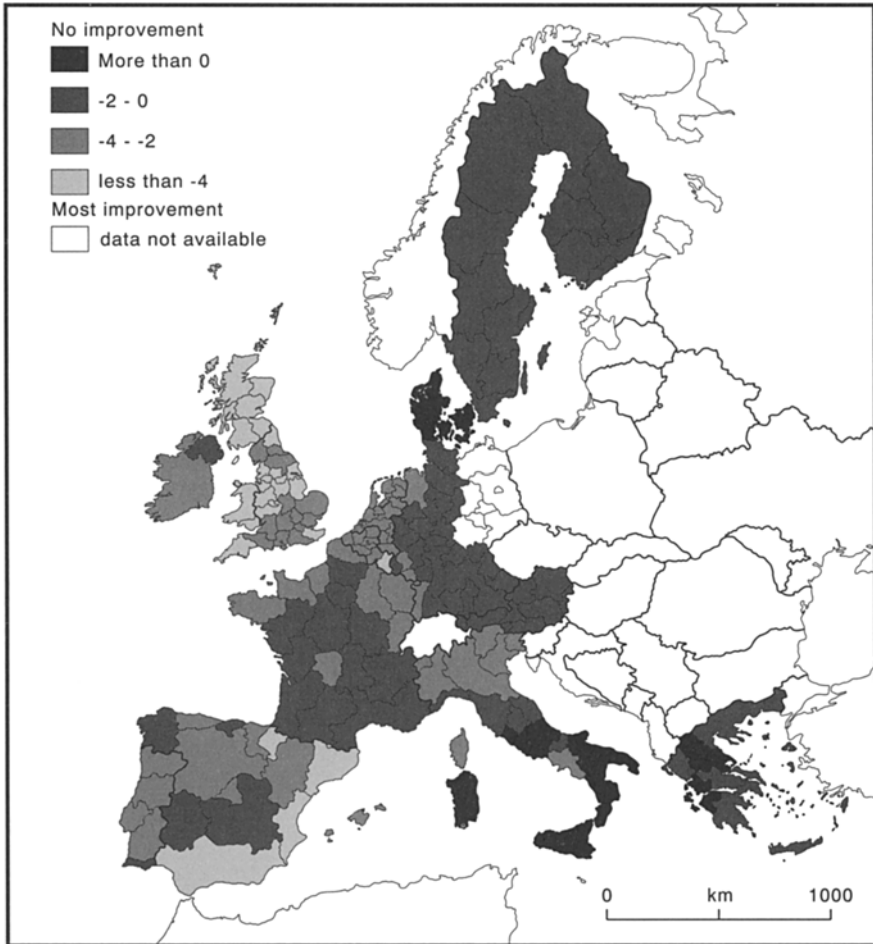 No improvement
More than 0
-2 - 0
-4 - -2
less than -4
Most improvement
data not available
0 km 1000